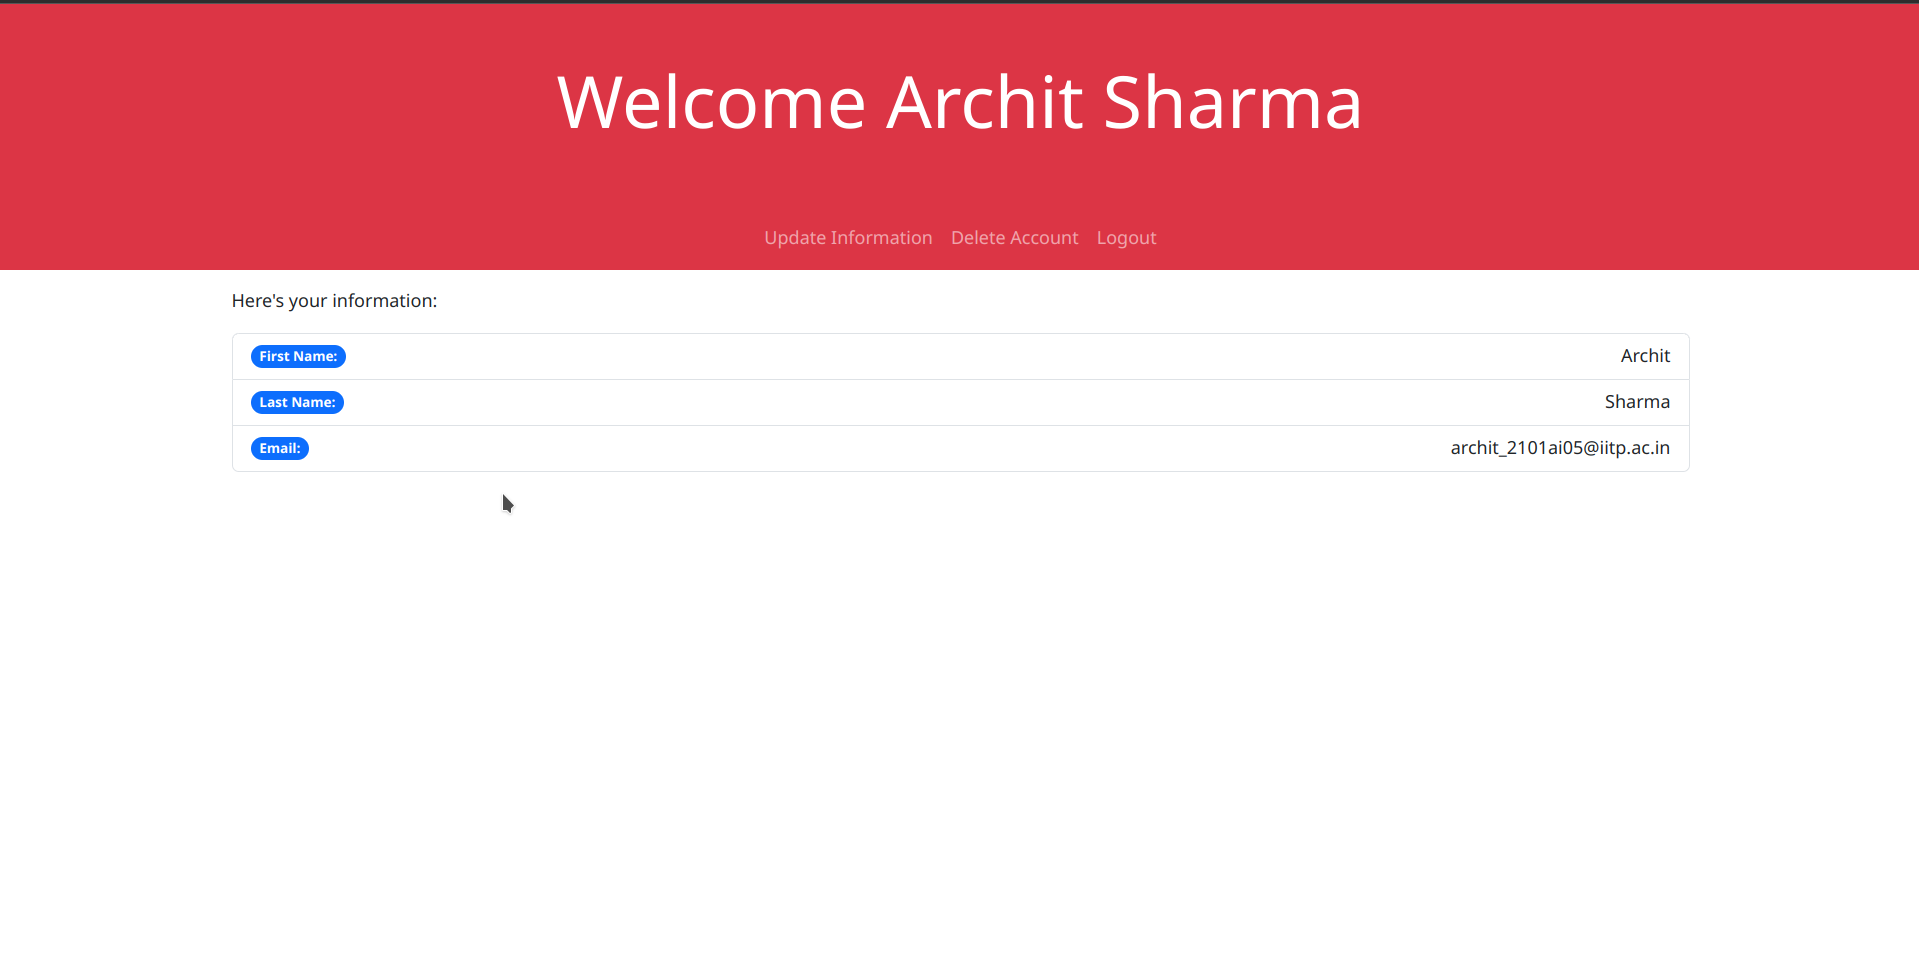 Welcome Archit Sharma
Update Information Delete Account Logout
Here's your information:
First Name: Archit
Last Name: Sharma
Email: archit_2101ai05@iitp.ac.in